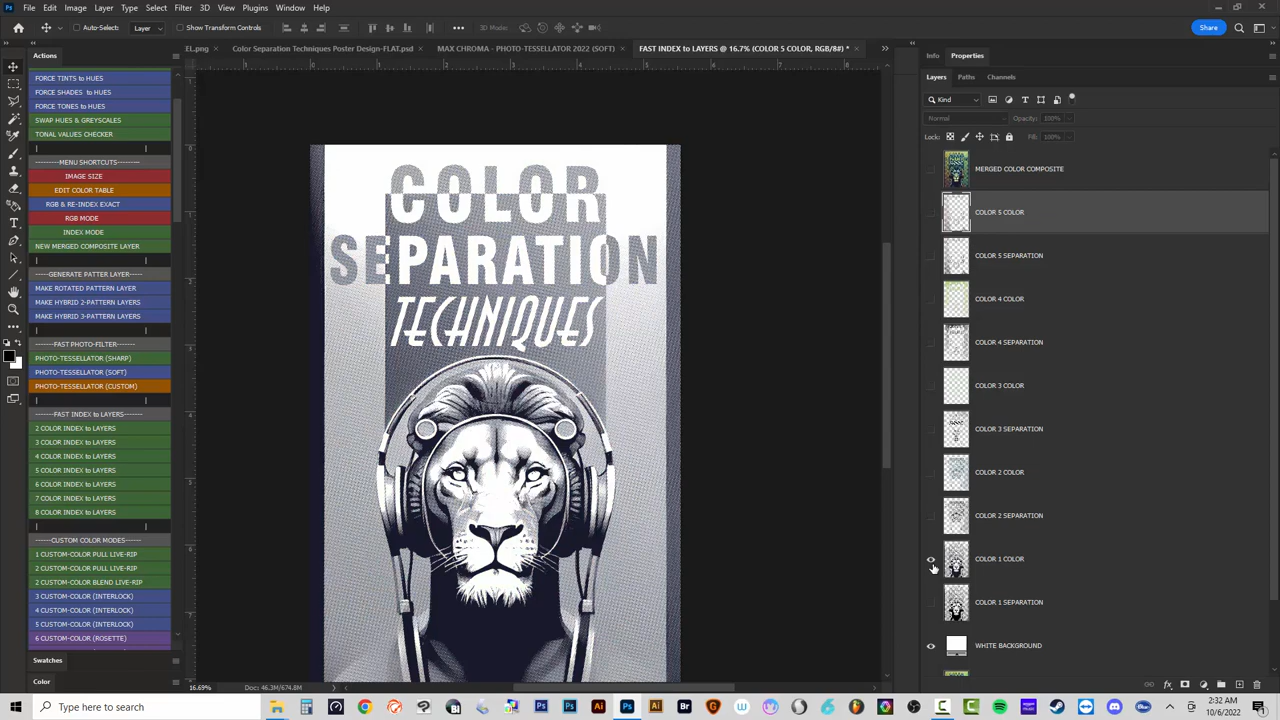 File Edit Image Layer Type Select Filter 3D View Plugins Window Help
Auto-Select: Layer Show Transform Controls 3D Mode: Share
EL.png Color Separation Techniques Poster Design-FLAT.psd × MAX CHROMA - PHOTO-TESSELLATOR 2022 (SOFT) × FAST INDEX to LAYERS @ 16.7% (COLOR 5 COLOR, RGB/8#) * ×
Actions
FORCE TINTS to HUES
FORCE SHADES to HUES
FORCE TONES to HUES
SWAP HUES & GREYSCALES
TONAL VALUES CHECKER
-------MENU SHORTCUTS-------
IMAGE SIZE
EDIT COLOR TABLE
RGB & RE-INDEX EXACT
RGB MODE
INDEX MODE
NEW MERGED COMPOSITE LAYER
----GENERATE PATTER LAYER----
MAKE ROTATED PATTERN LAYER
MAKE HYBRID 2-PATTERN LAYERS
MAKE HYBRID 3-PATTERN LAYERS
-------FAST PHOTO-FILTER-------
PHOTO-TESSELLATOR (SHARP)
PHOTO-TESSELLATOR (SOFT)
PHOTO-TESSELLATOR (CUSTOM)
-----FAST INDEX to LAYERS-----
2 COLOR INDEX to LAYERS
3 COLOR INDEX to LAYERS
4 COLOR INDEX to LAYERS
5 COLOR INDEX to LAYERS
6 COLOR INDEX to LAYERS
7 COLOR INDEX to LAYERS
8 COLOR INDEX to LAYERS
-----CUSTOM COLOR MODES-----
1 CUSTOM-COLOR PULL LIVE-RIP
2 CUSTOM-COLOR PULL LIVE-RIP
2 CUSTOM-COLOR BLEND LIVE-RIP
3 CUSTOM-COLOR (INTERLOCK)
4 CUSTOM-COLOR (INTERLOCK)
5 CUSTOM-COLOR (INTERLOCK)
6 CUSTOM-COLOR (ROSETTE)
Swatches
Color
COLOR
SEPARATION
TECHNIQUES
16.69% Doc: 46.3M/674.8M
Info Properties
Layers Paths Channels
Kind
Normal Opacity: 100%
Lock: Fill: 100%
MERGED COLOR COMPOSITE
COLOR 5 COLOR
COLOR 5 SEPARATION
COLOR 4 COLOR
COLOR 4 SEPARATION
COLOR 3 COLOR
COLOR 3 SEPARATION
COLOR 2 COLOR
COLOR 2 SEPARATION
COLOR 1 COLOR
COLOR 1 SEPARATION
WHITE BACKGROUND
Type here to search
2:32 AM
10/6/2022